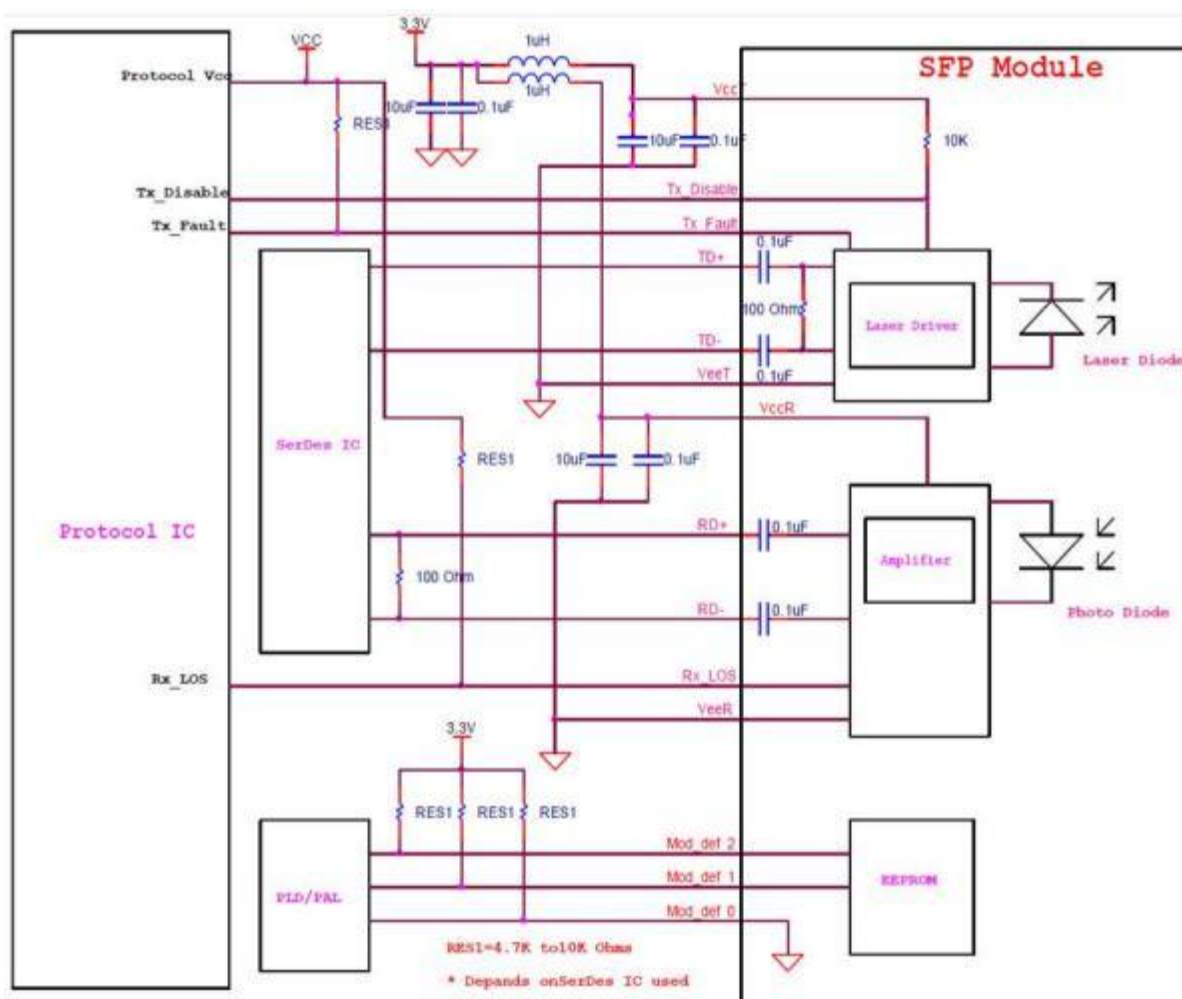 3.3V
VCC
1uH
SFP Module
Protocol Vcc
1uH
VccT
10uF
0.1uF
RES1
10uF
0.1uF
10K
Tx_Disable
Tx_Disable
Tx_Fault
Tx_Fault
0.1uF
TD+
100 Ohm
Laser Driver
TD-
Laser Diode
VeeT
0.1uF
VccR
SerDes IC
RES1
10uF
0.1uF
Protocol IC
RD+
0.1uF
Amplifier
100 Ohm
RD-
0.1uF
Photo Diode
Rx_LOS
Rx_LOS
VeeR
3.3V
RES1
RES1
RES1
Mod_def 2
PLD/PAL
Mod_def 1
EEPROM
Mod_def 0
RES1=4.7K to10K Ohms
* Depands onSerDes IC used